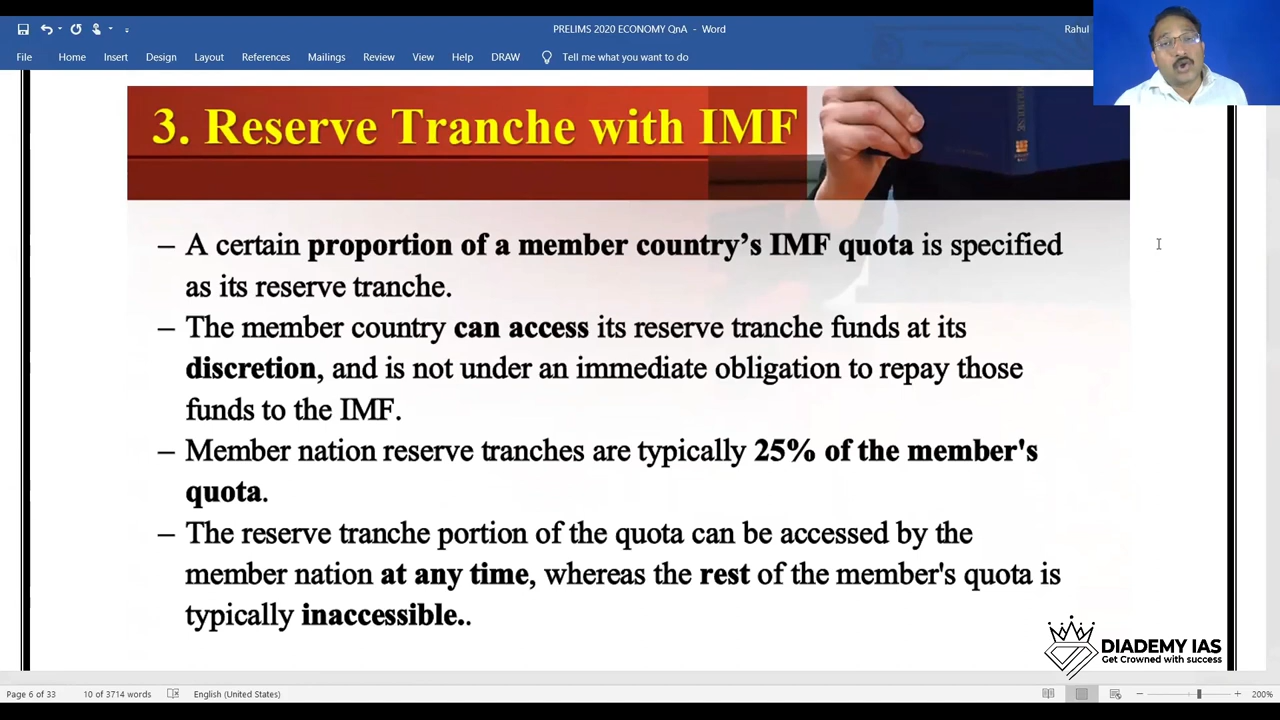 PRELIMS 2020 ECONOMY QnA - Word
Rahul
File Home Insert Design Layout References Mailings Review View Help DRAW Tell me what you want to do
3. Reserve Tranche with IMF
– A certain proportion of a member country’s IMF quota is specified
as its reserve tranche.
– The member country can access its reserve tranche funds at its
discretion, and is not under an immediate obligation to repay those
funds to the IMF.
– Member nation reserve tranches are typically 25% of the member's
quota.
– The reserve tranche portion of the quota can be accessed by the
member nation at any time, whereas the rest of the member's quota is
typically inaccessible..
DIADEMY IAS
Get Crowned with success
Page 6 of 33 10 of 3714 words English (United States) 200%